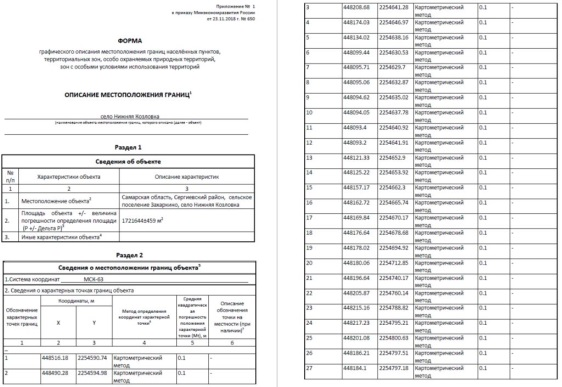 Приложение № 1
к приказу Минэкономразвития России
от 23.11.2018 г. № 650
ФОРМА
графического описания местоположения границ населённых пунктов,
территориальных зон, особо охраняемых природных территорий,
зон с особыми условиями использования территорий
ОПИСАНИЕ МЕСТОПОЛОЖЕНИЯ ГРАНИЦ1
село Нижняя Козловка
(наименование объекта местоположение границ, которого описано (далее - объект)
Раздел 1
Сведения об объекте
№ п/п Характеристики объекта Описание характеристик
1 2 3
1. Местоположение объекта2 Самарская область, Сергиевский район, сельское
поселение Захаркино, село Нижняя Козловка
2. Площадь объекта +/- величина
погрешности определения площади
(P +/- Дельта P)3 1721644±459 м2
3. Иные характеристики объекта4
Раздел 2
Сведения о местоположении границ объекта5
1.Система координат МСК-63
2. Сведения о характерных точках границ объекта
Обозначение характерных точек границ Координаты, м Метод определения координат характерной точки6 Средняя квадратическая погрешность положения характерной точки (Mt), м Описание обозначения точки на местности (при наличии)7
X Y
1 2 3 4 5 6
–
1 448516.18 2254590.74 Картометрический метод 0.1 -
2 448490.28 2254594.98 Картометрический метод 0.1 -
3 448208.68 2254641.28 Картометрический метод 0.1 -
4 448174.03 2254646.97 Картометрический метод 0.1 -
5 448134.02 2254638.16 Картометрический метод 0.1 -
6 448099.44 2254630.53 Картометрический метод 0.1 -
7 448095.71 2254629.7 Картометрический метод 0.1 -
8 448095.06 2254632.87 Картометрический метод 0.1 -
9 448094.62 2254635.02 Картометрический метод 0.1 -
10 448094.05 2254637.78 Картометрический метод 0.1 -
11 448093.4 2254640.92 Картометрический метод 0.1 -
12 448093.2 2254641.91 Картометрический метод 0.1 -
13 448121.33 2254652.9 Картометрический метод 0.1 -
14 448125.22 2254653.92 Картометрический метод 0.1 -
15 448157.17 2254662.3 Картометрический метод 0.1 -
16 448162.72 2254665.74 Картометрический метод 0.1 -
17 448169.84 2254670.17 Картометрический метод 0.1 -
18 448176.64 2254678.68 Картометрический метод 0.1 -
19 448178.02 2254694.92 Картометрический метод 0.1 -
20 448180.06 2254712.85 Картометрический метод 0.1 -
21 448196.64 2254740.17 Картометрический метод 0.1 -
22 448205.87 2254760.14 Картометрический метод 0.1 -
23 448215.16 2254788.82 Картометрический метод 0.1 -
24 448217.23 2254795.21 Картометрический метод 0.1 -
25 448201.08 2254800.63 Картометрический метод 0.1 -
26 448186.21 2254797.51 Картометрический метод 0.1 -
27 448184.1 2254797.18 Картометрический 0.1 -